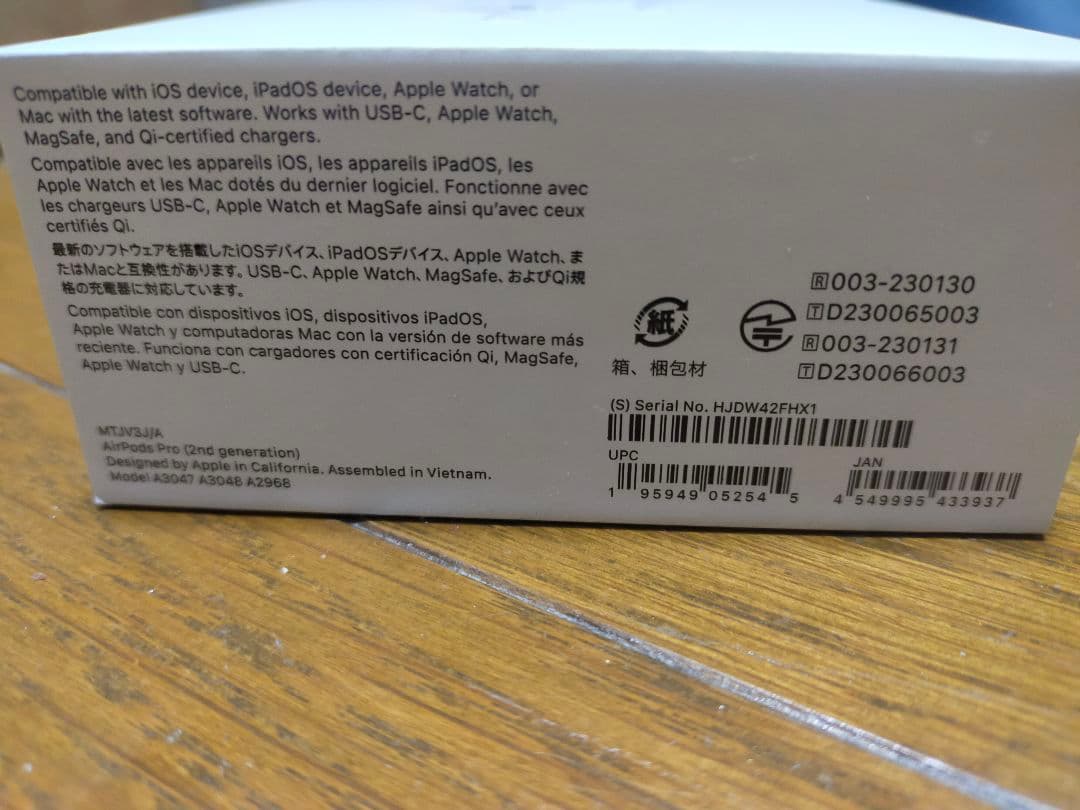 Compatible with iOS device, iPadOS device, Apple Watch, or
Mac with the latest software. Works with USB-C, Apple Watch,
MagSafe, and Qi-certified chargers.
Compatible avec les appareils iOS, les appareils iPadOS, les
Apple Watch et les Mac dotés du dernier logiciel. Fonctionne avec
les chargeurs USB-C, Apple Watch et MagSafe ainsi qu'avec ceux
certifiés Qi.
最新のソフトウェアを搭載したiOSデバイス、iPadOSデバイス、Apple Watch、ま
たはMacと互換性があります。USB-C、Apple Watch、MagSafe、およびQi規
格の充電器に対応しています。
Compatible con dispositivos iOS, dispositivos iPadOS,
Apple Watch y computadoras Mac con la versión de software más
reciente. Funciona con cargadores con certificación Qi, MagSafe,
Apple Watch y USB-C.
MTJV3J/A
AirPods Pro (2nd generation)
Designed by Apple in California. Assembled in Vietnam.
Model A3047 A3048 A2968
紙
箱、梱包材
R 003-230130
T D230065003
R 003-230131
T D230066003
(S) Serial No. HJDW42FHX1
UPC
1 95949 05254 5
JAN
4 549995 433937